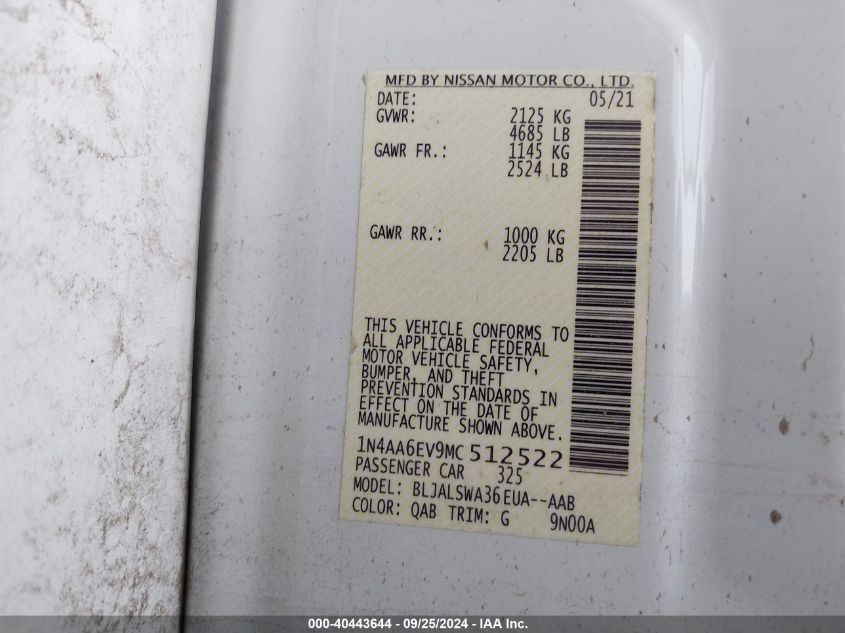 MFD BY NISSAN MOTOR CO., LTD.
DATE: 05/21
GVWR: 2125 KG
4685 LB
GAWR FR.: 1145 KG
2524 LB
GAWR RR.: 1000 KG
2205 LB
THIS VEHICLE CONFORMS TO
ALL APPLICABLE FEDERAL
MOTOR VEHICLE SAFETY,
BUMPER, AND THEFT
PREVENTION STANDARDS IN
EFFECT ON THE DATE OF
MANUFACTURE SHOWN ABOVE.
1N4AA6EV9MC512522
PASSENGER CAR 325
MODEL: BLJALSWA36EUA--AAB
COLOR: QAB TRIM: G 9N00A
000-40443644 - 09/25/2024 - IAA Inc.